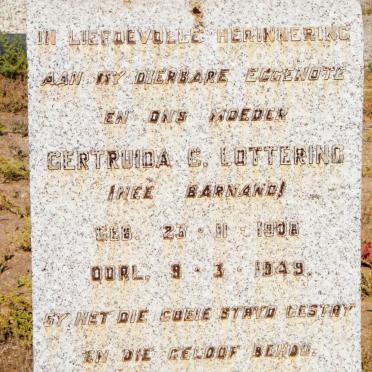 IN LIEFDEVOLLE HERINNERING
AAN MY DIERBARE EGGENOTE
EN ONS MOEDER
GERTRUIDA C. LOTTERING
(NEE BARNARD)
GEB. 25 · 11 · 1908
OORL. 9 · 3 · 1949.
SY HET DIE GOEIE STRYD GESTRY
EN DIE GELOOF BEHOU.